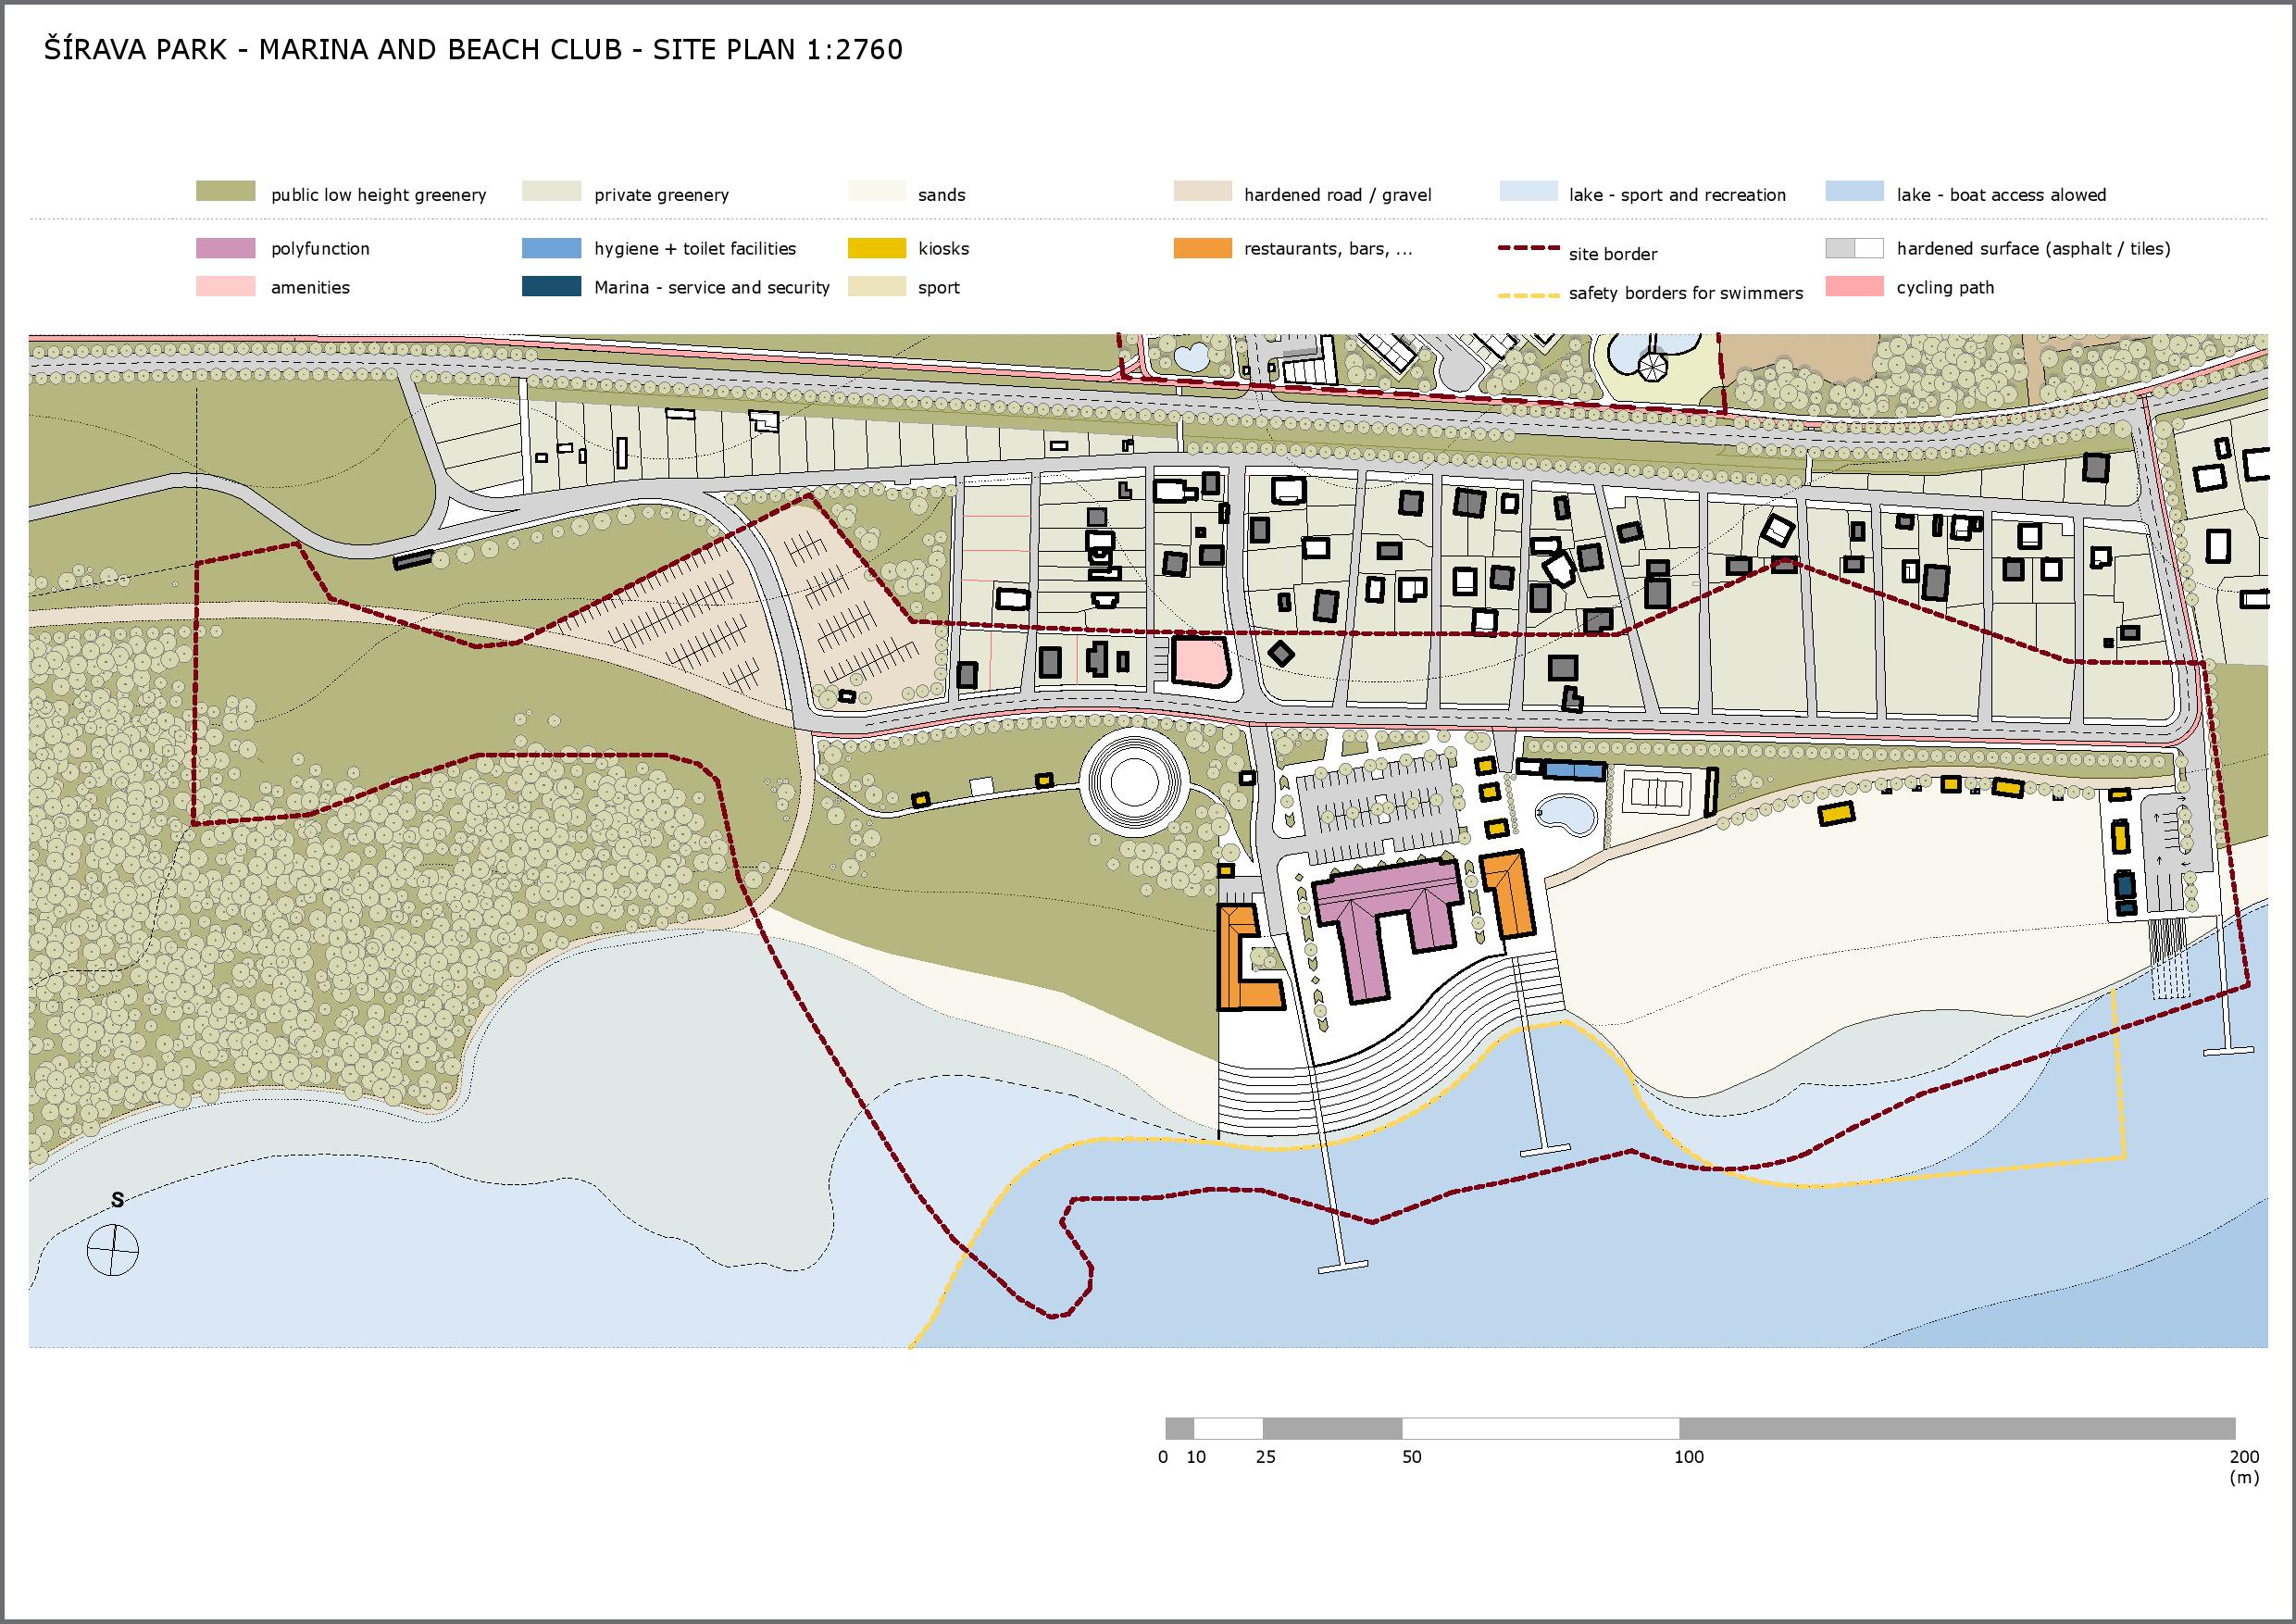 ŠÍRAVA PARK - MARINA AND BEACH CLUB - SITE PLAN 1:2760
public low height greenery private greenery sands hardened road / gravel lake - sport and recreation lake - boat access alowed
polyfunction hygiene + toilet facilities kiosks restaurants, bars, ... site border hardened surface (asphalt / tiles)
amenities Marina - service and security sport safety borders for swimmers cycling path
S
0 10 25 50 100 200
(m)